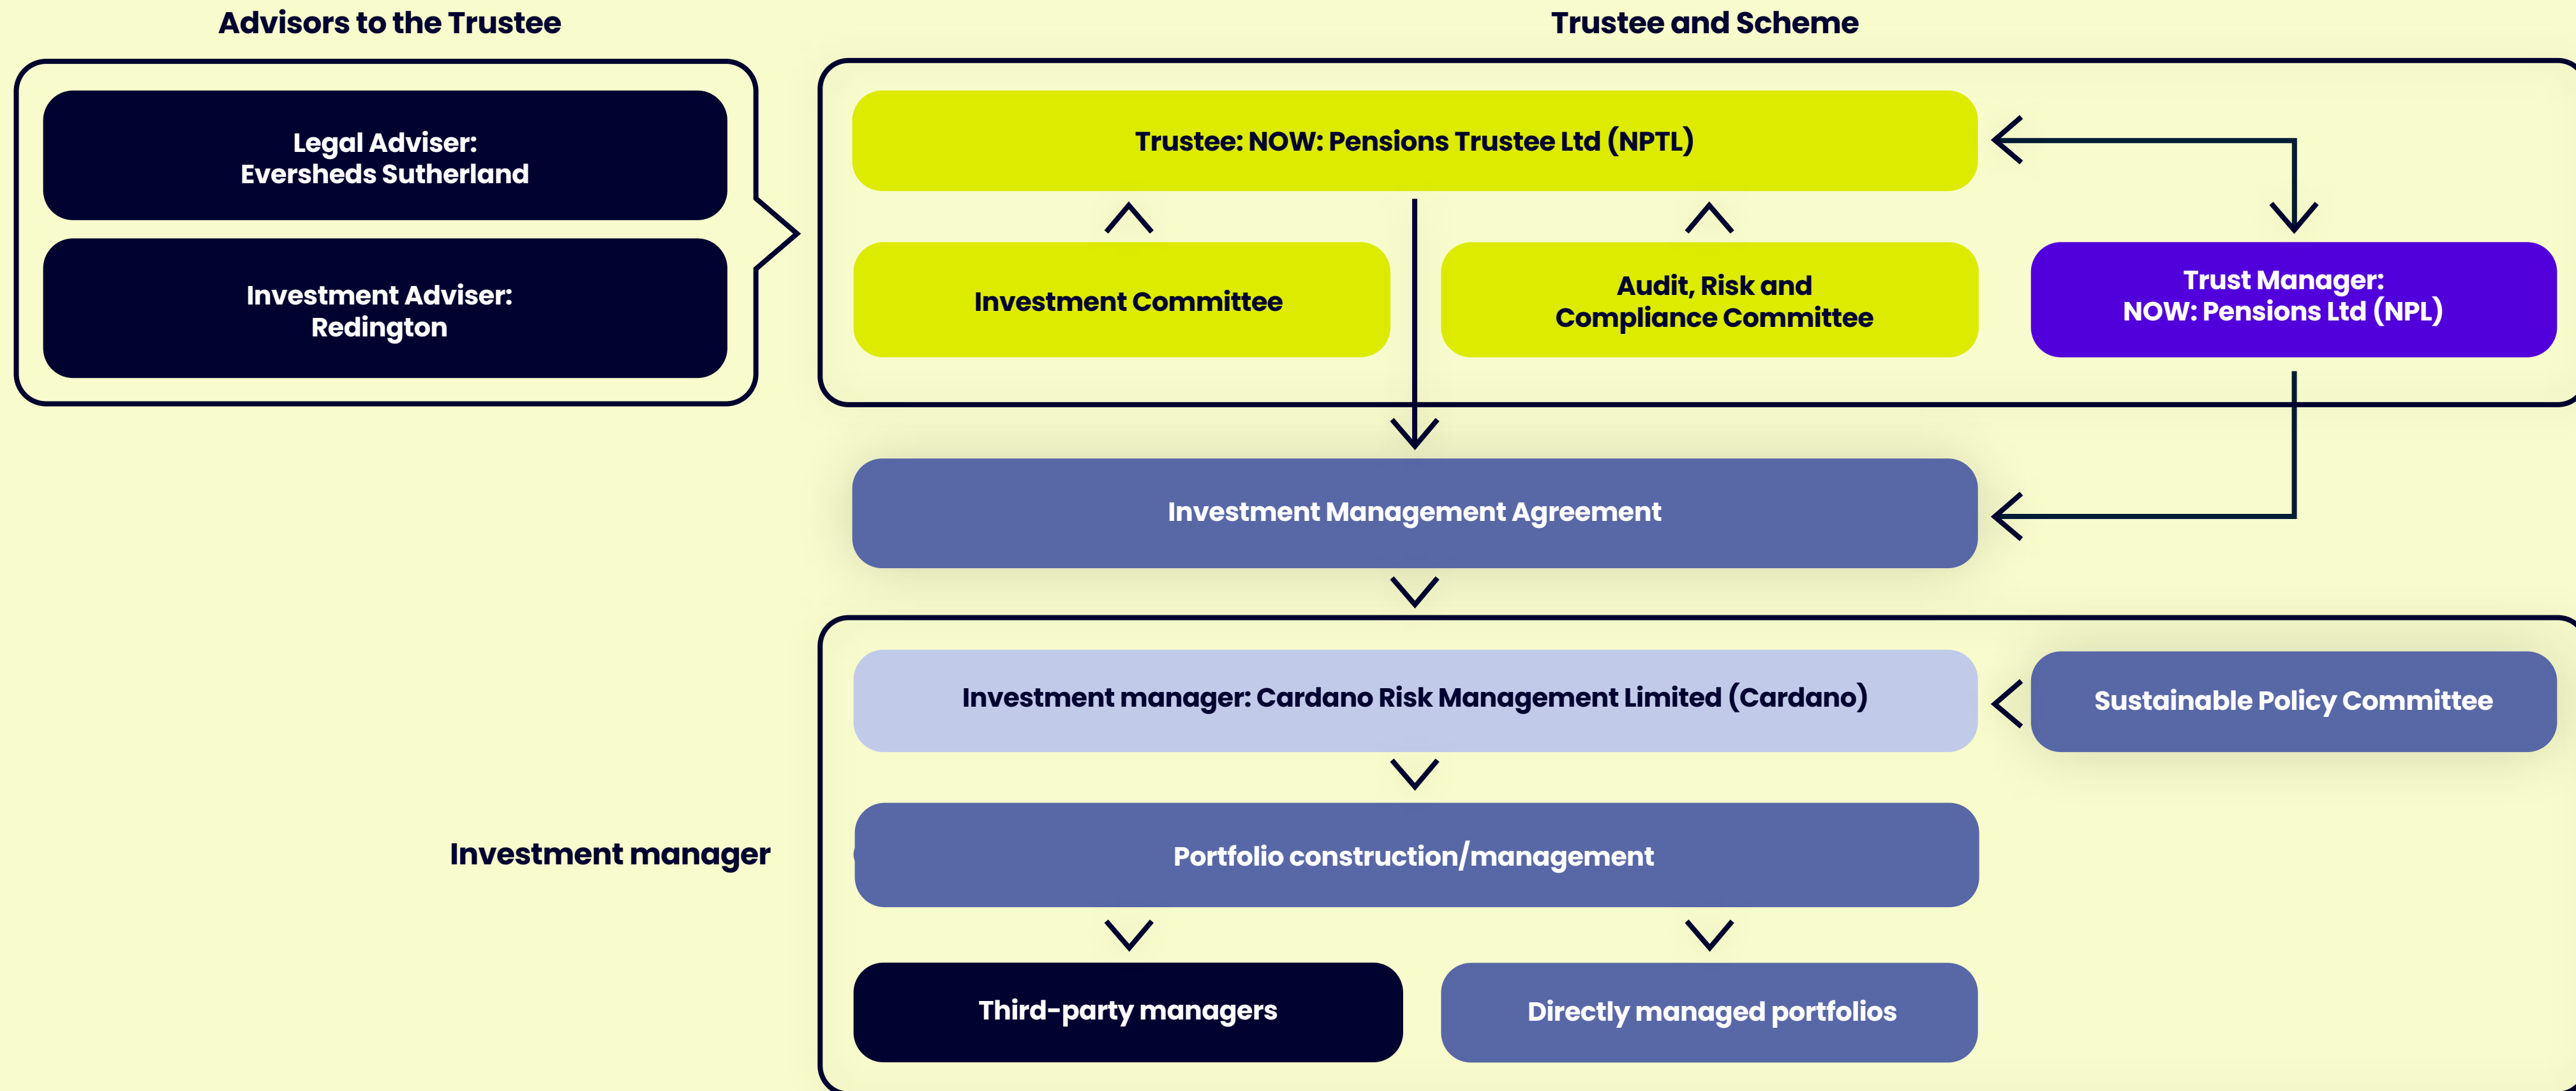 Advisors to the Trustee
Legal Adviser:
Eversheds Sutherland
Investment Adviser:
Redington
Trustee and Scheme
Trustee: NOW: Pensions Trustee Ltd (NPTL)
Investment Committee
Audit, Risk and
Compliance Committee
Trust Manager:
NOW: Pensions Ltd (NPL)
Investment Management Agreement
Investment manager
Investment manager: Cardano Risk Management Limited (Cardano)
Sustainable Policy Committee
Portfolio construction/management
Third-party managers
Directly managed portfolios